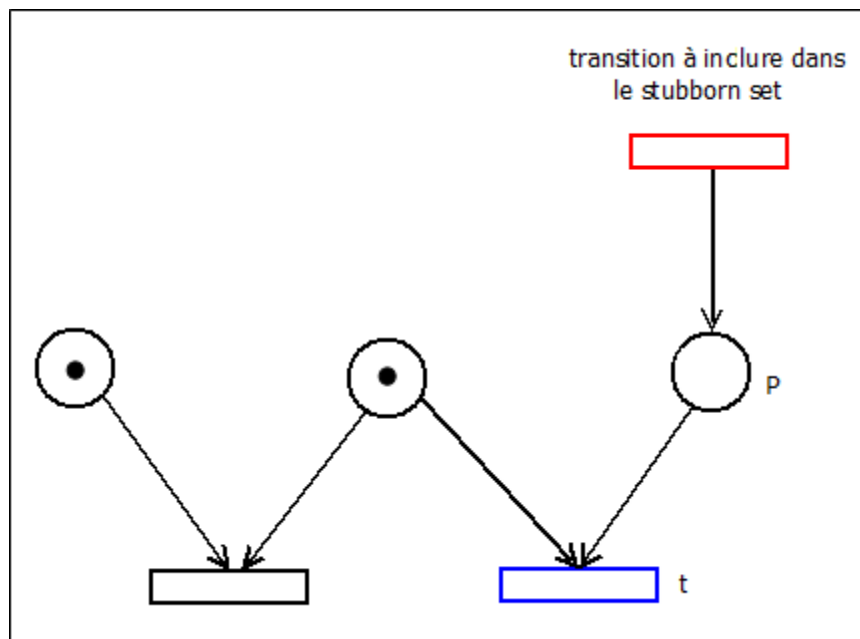 transition à inclure dans
le stubborn set
P
t